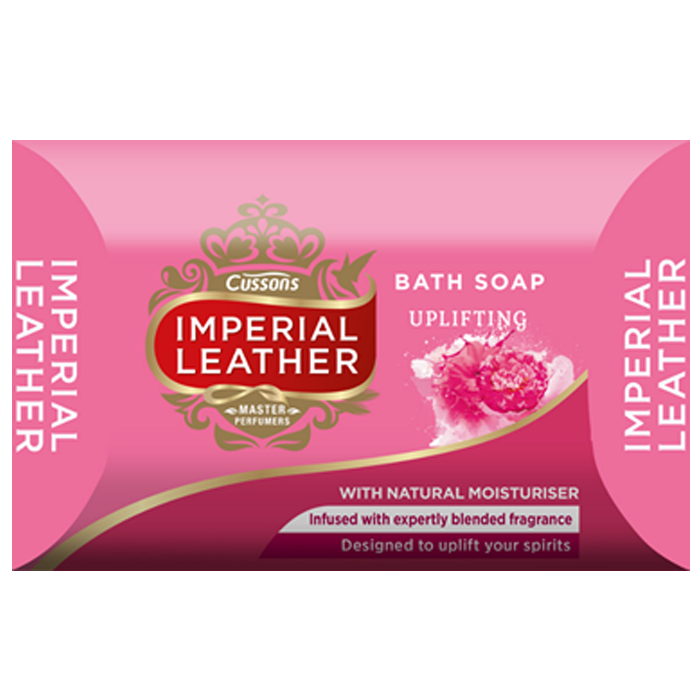 Cussons
IMPERIAL
LEATHER
MASTER
PERFUMERS
BATH SOAP
UPLIFTING
WITH NATURAL MOISTURISER
Infused with expertly blended fragrance
Designed to uplift your spirits
IMPERIAL
LEATHER
IMPERIAL
LEATHER